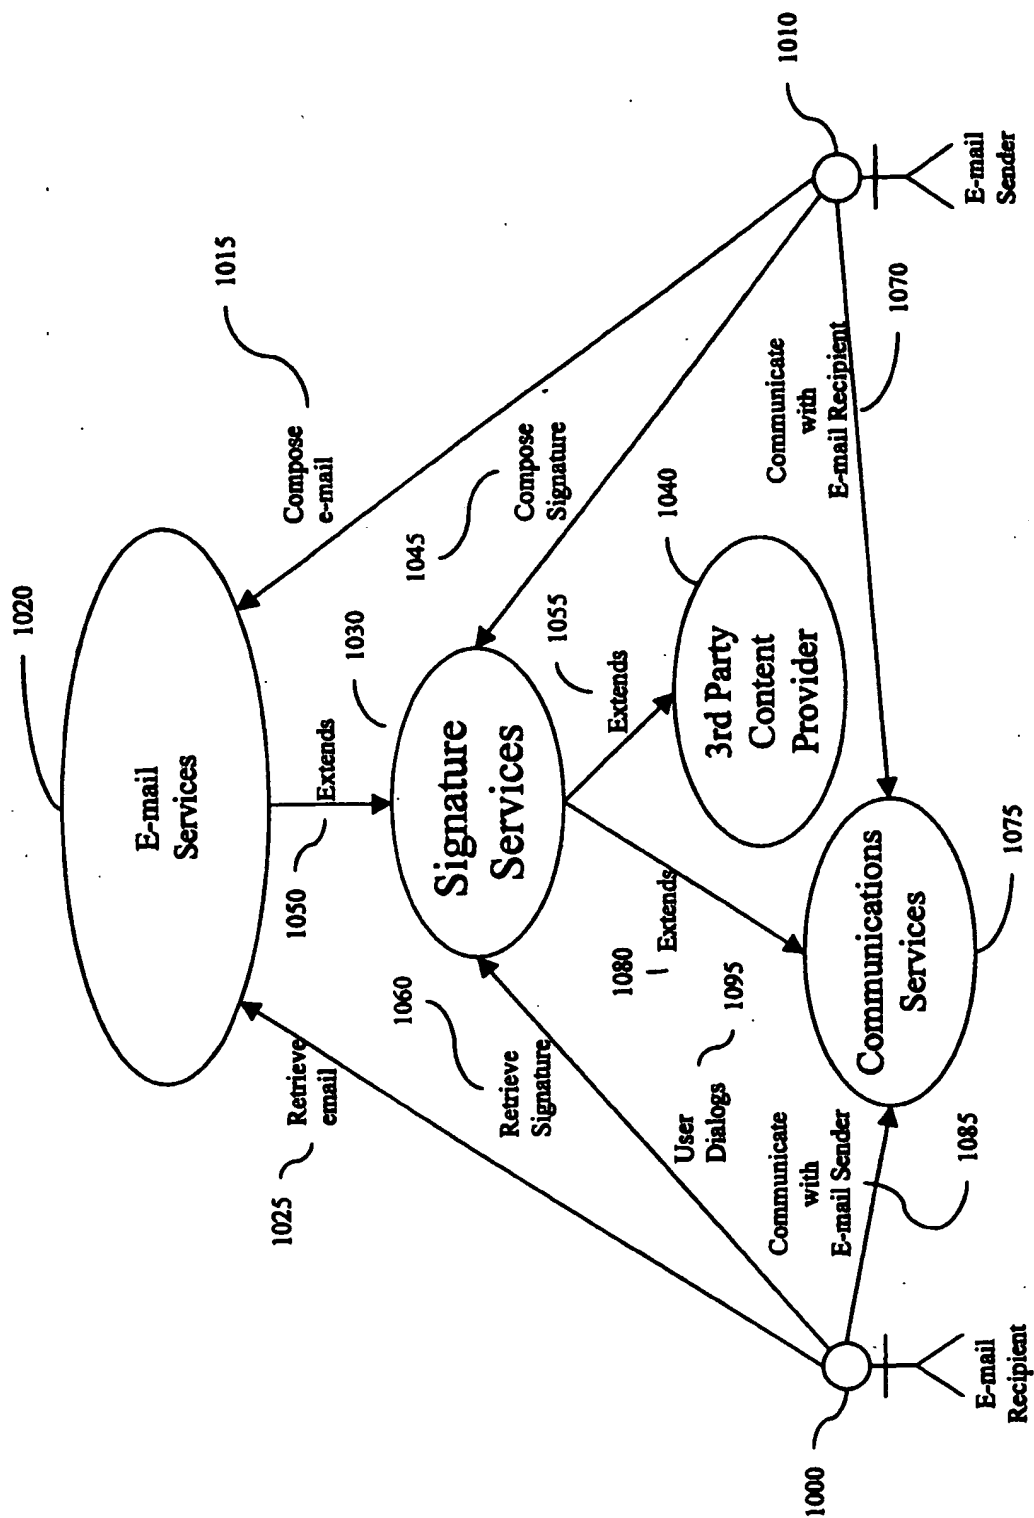 1020
E-mail
Services
1015
Compose
e-mail
1025
Retrieve
email
1050
Extends
1030
1045
Compose
Signature
1060
Retrieve
Signature
Signature
Services
1055
Extends
1080
Extends
1040
3rd Party
Content
Provider
User
Dialogs
1095
Communicate
with
E-mail Sender
1085
Communicate
with
E-mail Recipient
1070
Communications
Services
1075
1000
E-mail
Recipient
1010
E-mail
Sender